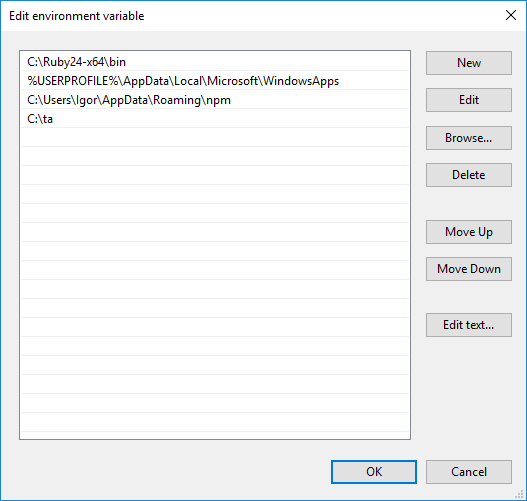 Edit environment variable
C:\Ruby24-x64\bin
%USERPROFILE%\AppData\Local\Microsoft\WindowsApps
C:\Users\Igor\AppData\Roaming\npm
C:\ta
New
Edit
Browse...
Delete
Move Up
Move Down
Edit text...
OK
Cancel